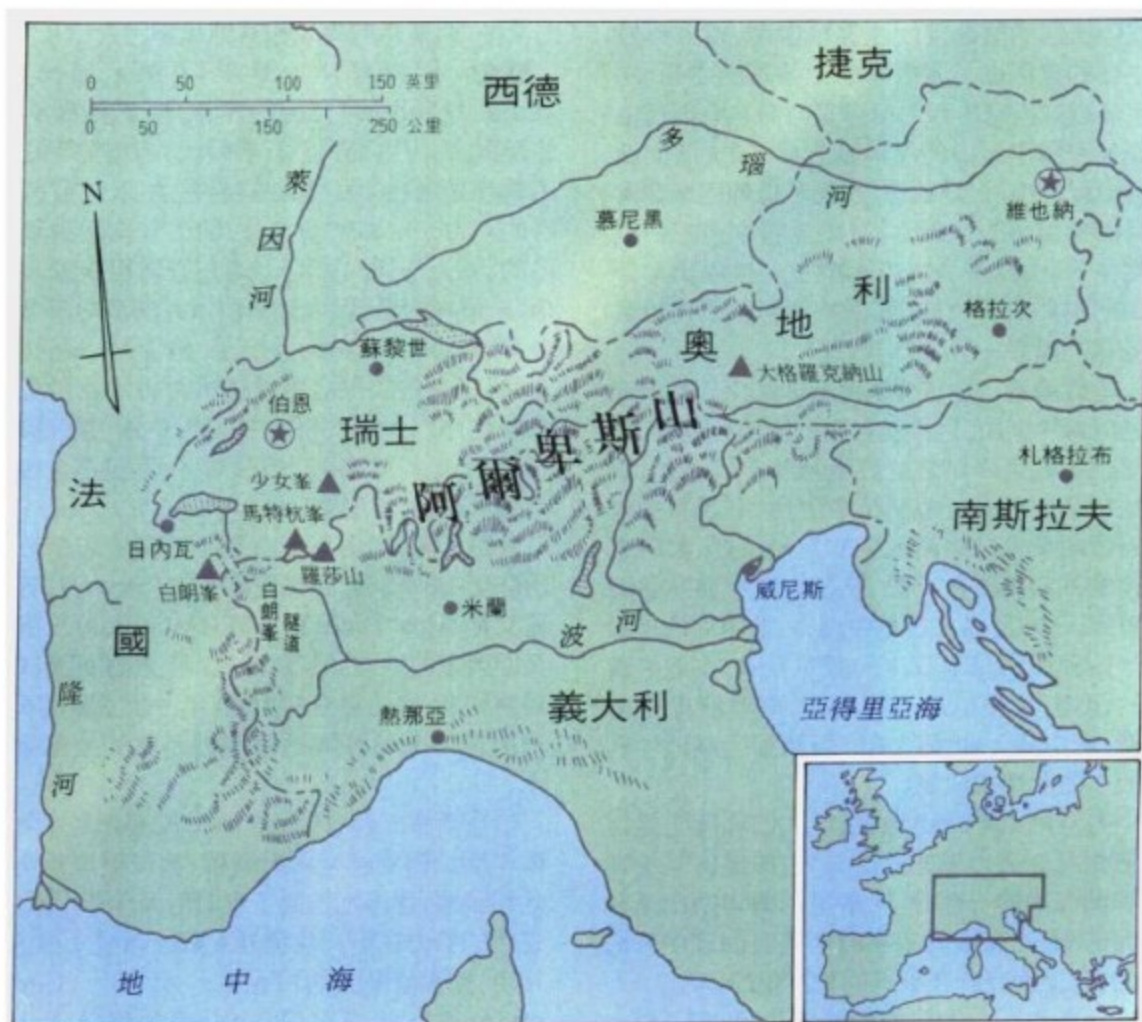 0 50 100 150 英里
0 50 150 250 公里
西德
捷克
萊因河
多瑙河
N
慕尼黑
維也納
奧地利
格拉次
蘇黎世
大格羅克納山
伯恩
瑞士
阿爾卑斯山
札格拉布
法國
少女峯
馬特杭峯
南斯拉夫
日內瓦
羅莎山
白朗峯
白朗峯隧道
米蘭
威尼斯
波河
隆河
熱那亞
義大利
亞得里亞海
地中海